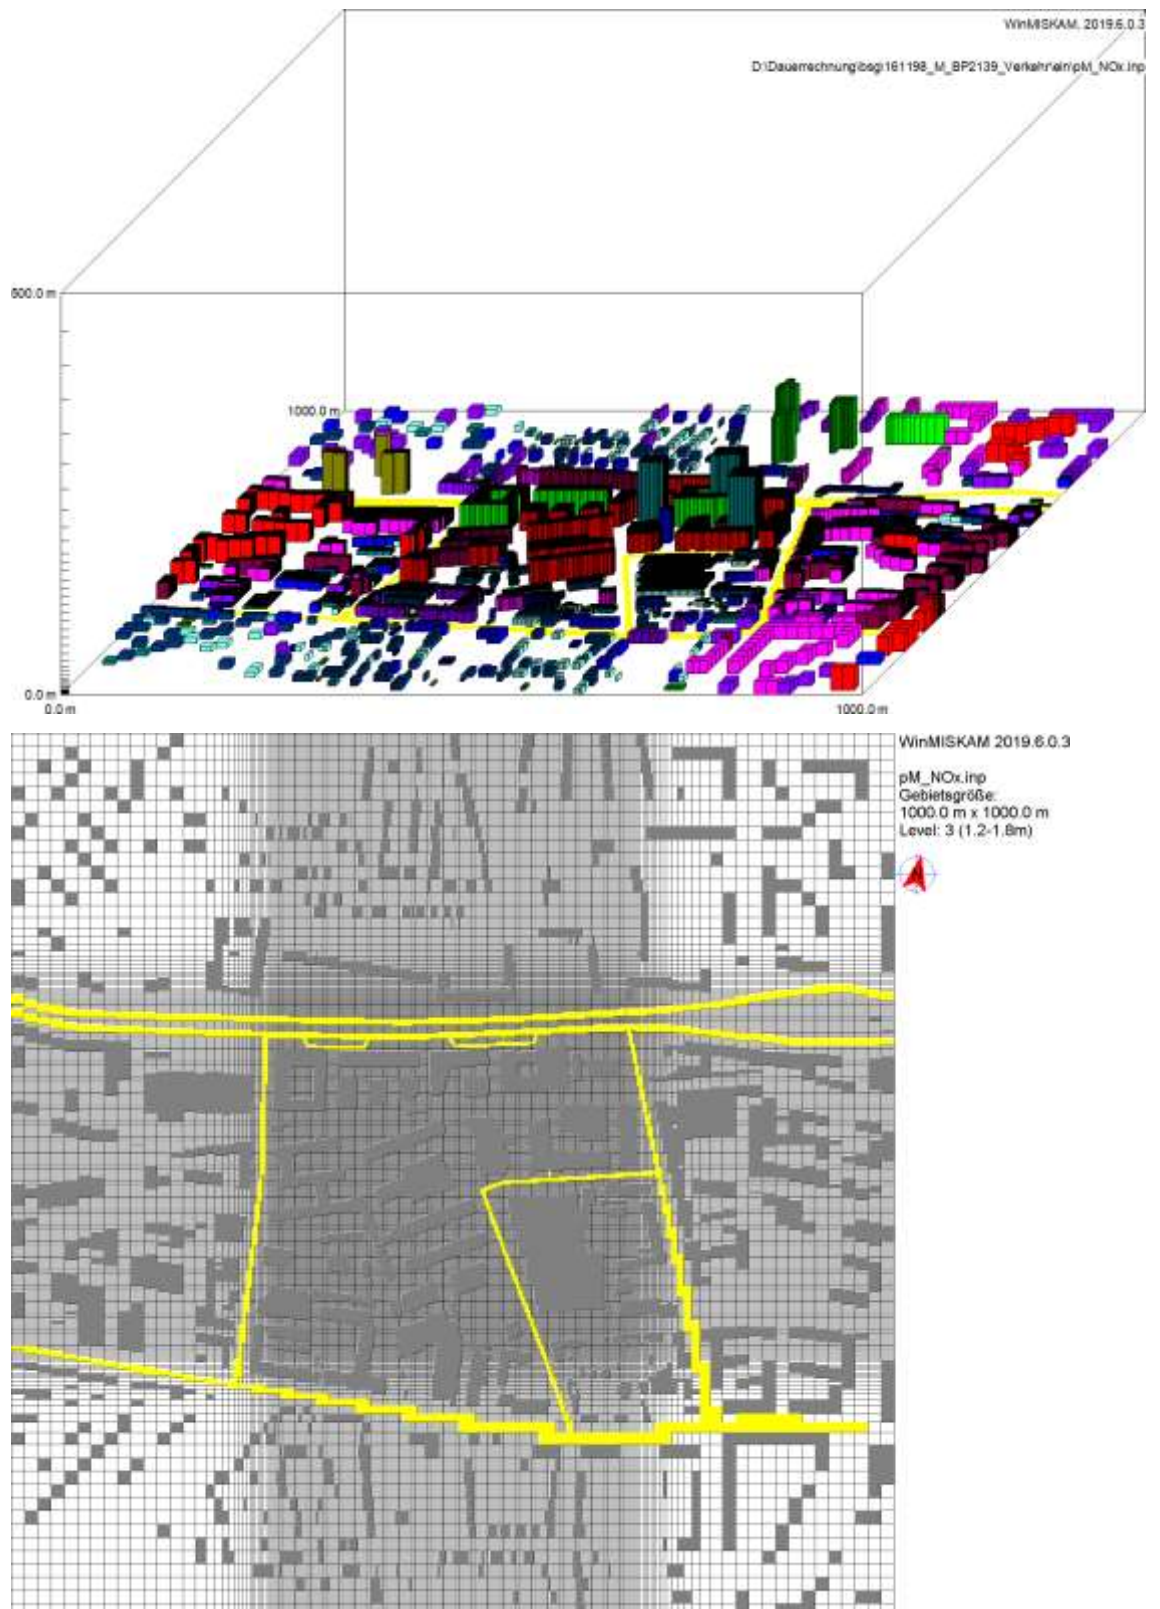 WinMISKAM, 2019.6.0.3
D:\Dauerrechnung\bsg\161198_M_BP2139_Verkehr\ein\pM_NOx.inp
500.0 m
1000.0 m
0.0 m
0.0 m
1000.0 m
WinMISKAM 2019.6.0.3
pM_NOx.inp
Gebietsgröße:
1000.0 m x 1000.0 m
Level: 3 (1.2-1.8m)